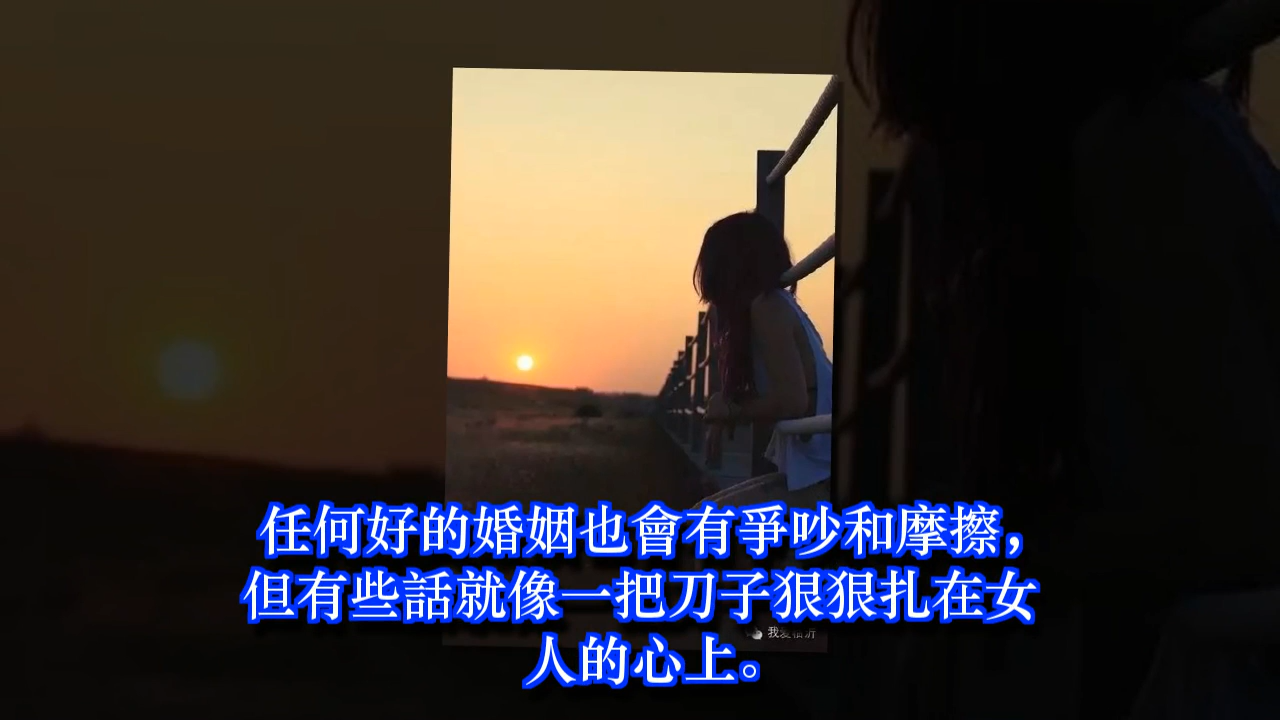 任何好的婚姻也會有爭吵和摩擦，
但有些話就像一把刀子狠狠扎在女
人的心上。